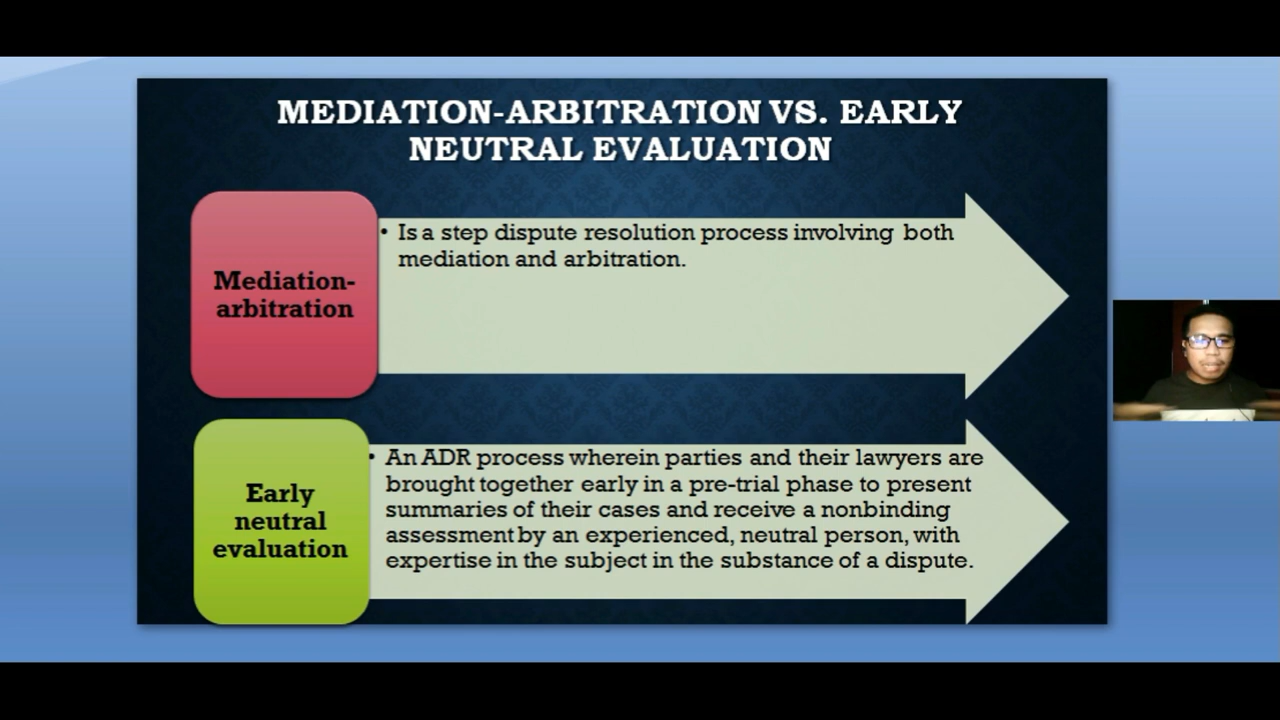 MEDIATION-ARBITRATION VS. EARLY
NEUTRAL EVALUATION
Mediation-
arbitration
• Is a step dispute resolution process involving both
mediation and arbitration.
Early
neutral
evaluation
• An ADR process wherein parties and their lawyers are
brought together early in a pre-trial phase to present
summaries of their cases and receive a nonbinding
assessment by an experienced, neutral person, with
expertise in the subject in the substance of a dispute.